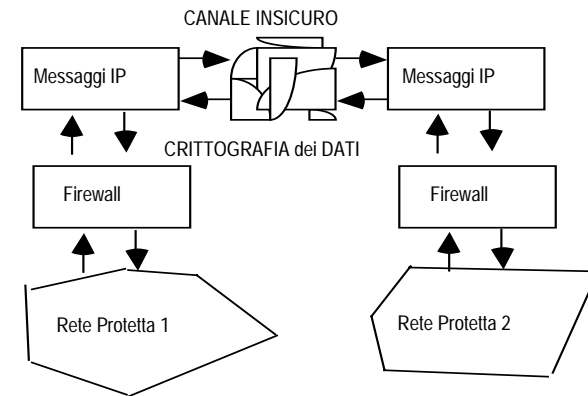 CANALE INSICURO
Messaggi IP
Messaggi IP
CRITTOGRAFIA dei DATI
Firewall
Firewall
Rete Protetta 1
Rete Protetta 2